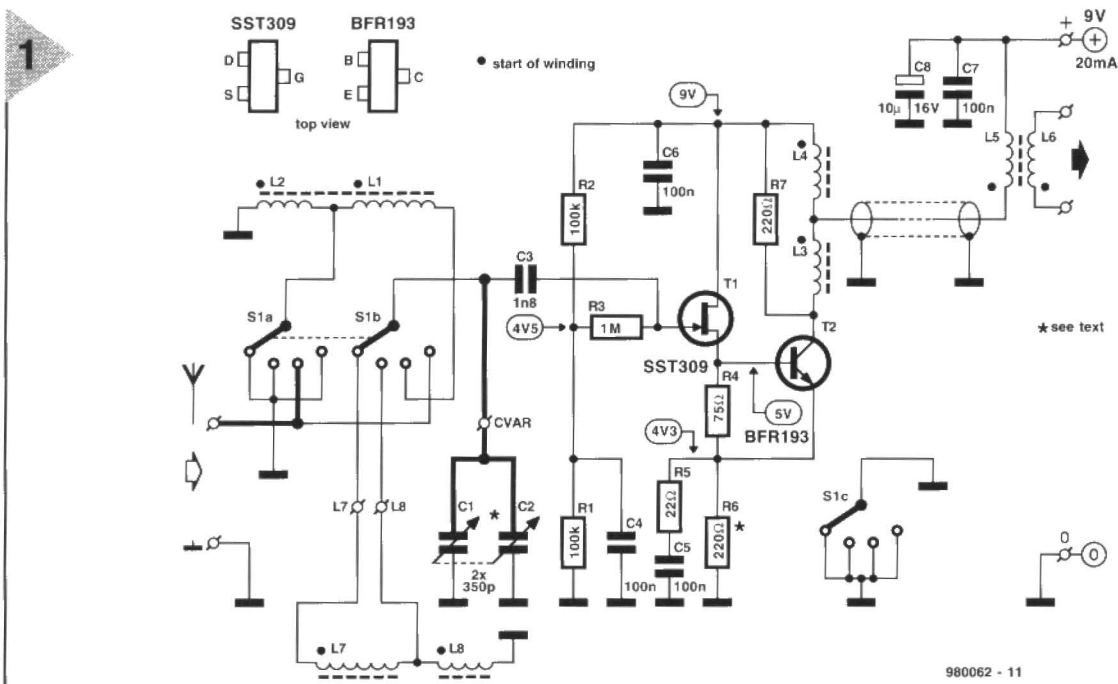 1
SST309
BFR193
D
S
G
B
E
C
top view
● start of winding
+
9V
+
20mA
C8
C7
10µ
16V
100n
L5
L6
9V
L2
L1
C6
100n
R2
100k
R7
220Ω
L4
L3
C3
1n8
R3
1M
4V5
T1
SST309
T2
S1a
S1b
* see text
R4
75Ω
5V
BFR193
4V3
CVAR
L7
L8
C1
*
C2
2x
350p
R1
100k
C4
100n
R5
22Ω
C5
100n
R6
220Ω
*
S1c
0
0
L7
L8
980062 - 11